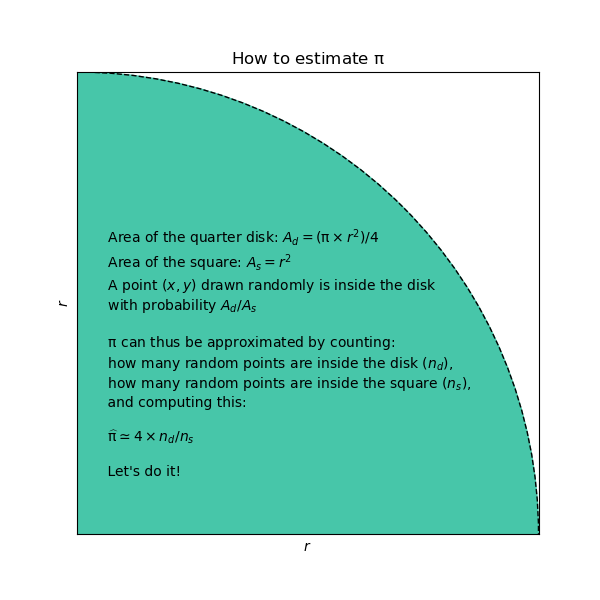 How to estimate π
Area of the quarter disk: A_d = (π × r²)/4
Area of the square: A_s = r²
A point (x, y) drawn randomly is inside the disk
with probability A_d/A_s
π can thus be approximated by counting:
how many random points are inside the disk (n_d),
how many random points are inside the square (n_s),
and computing this:
π̂ ≃ 4 × n_d/n_s
Let's do it!
r
r